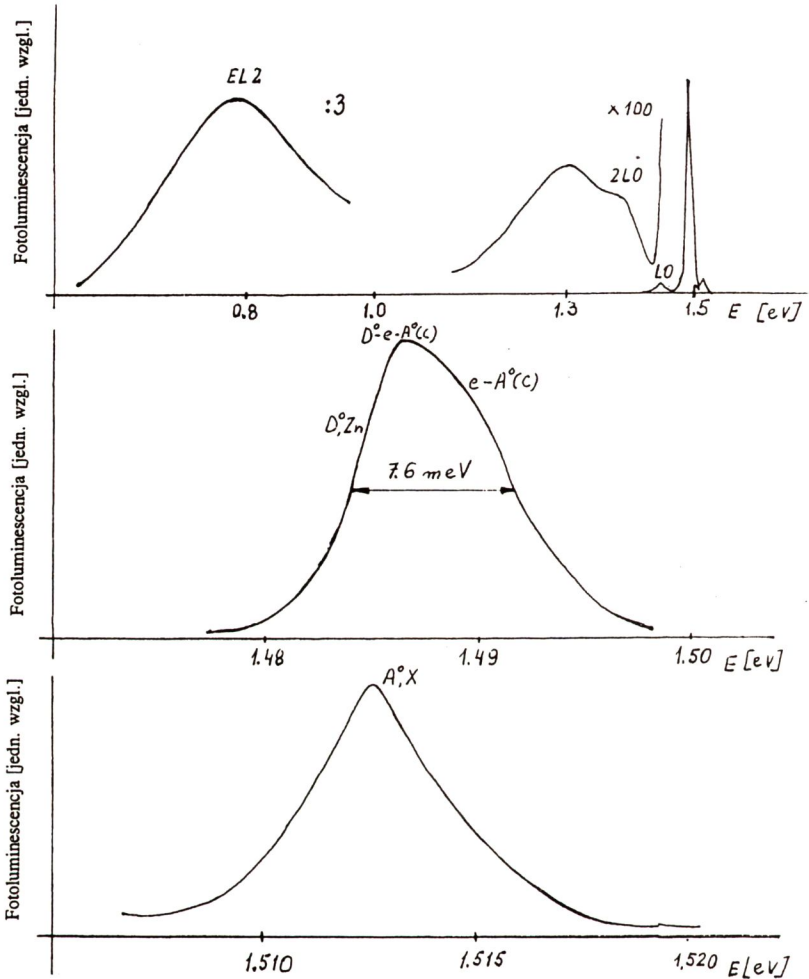 Fotoluminescencja [jedn. wzgl.]
EL2
:3
×100
2LO
LO
0.8 1.0 1.3 1.5 E [ev]
Fotoluminescencja [jedn. wzgl.]
D°-e-A°(C)
e-A°(C)
D°,Zn
7.6 meV
1.48 1.49 1.50 E [ev]
Fotoluminescencja [jedn. wzgl.]
A°,X
1.510 1.515 1,520 E[ev]